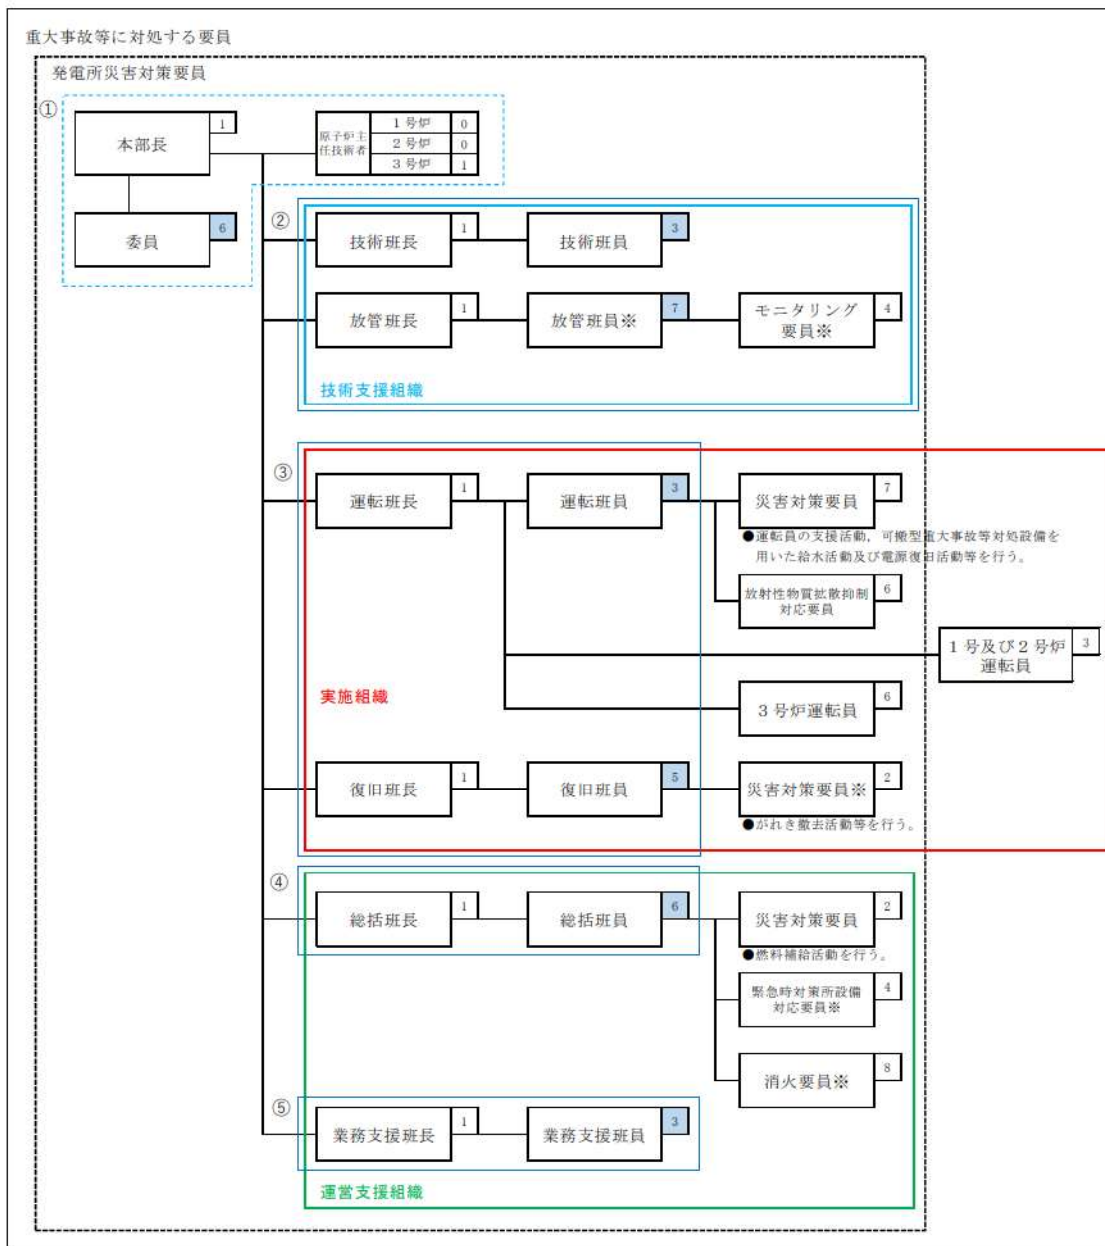 重大事故等に対処する要員
発電所災害対策要員
①
本部長
1
原子炉主
任技術者
1号炉
0
2号炉
0
3号炉
1
委員
6
②
技術班長
1
技術班員
3
放管班長
1
放管班員※
7
モニタリング
要員※
4
技術支援組織
③
運転班長
1
運転班員
3
災害対策要員
7
●運転員の支援活動,可搬型重大事故等対処設備を
用いた給水活動及び電源復旧活動等を行う。
放射性物質拡散抑制
対応要員
6
1号及び2号炉
運転員
3
実施組織
3号炉運転員
6
復旧班長
1
復旧班員
5
災害対策要員※
2
●がれき撤去活動等を行う。
④
総括班長
1
総括班員
6
災害対策要員
2
●燃料補給活動を行う。
緊急時対策所設備
対応要員※
4
消火要員※
8
⑤
業務支援班長
1
業務支援班員
3
運営支援組織